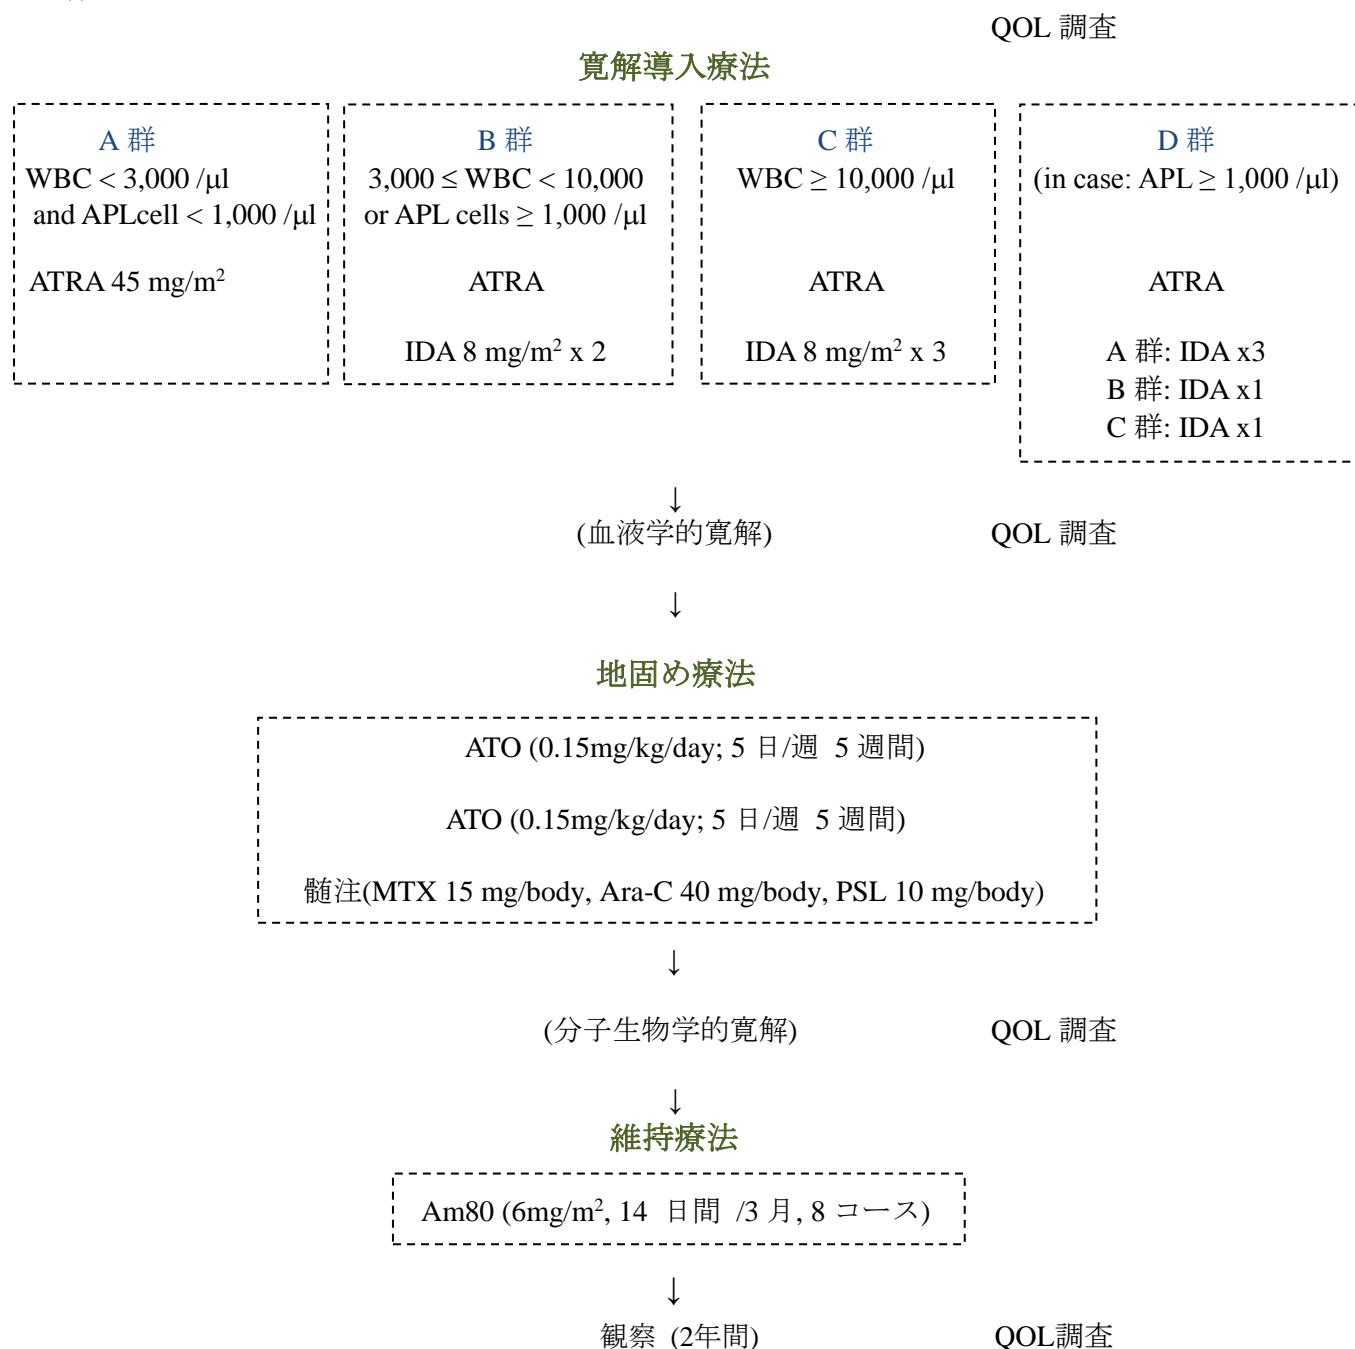 QOL 調査
寛解導入療法
A 群
WBC < 3,000 /μl
and APLcell < 1,000 /μl
ATRA 45 mg/m²
B 群
3,000 ≤ WBC < 10,000
or APL cells ≥ 1,000 /μl
ATRA
IDA 8 mg/m² x 2
C 群
WBC ≥ 10,000 /μl
ATRA
IDA 8 mg/m² x 3
D 群
(in case: APL ≥ 1,000 /μl)
ATRA
A 群: IDA x3
B 群: IDA x1
C 群: IDA x1
↓
(血液学的寛解) QOL 調査
↓
地固め療法
ATO (0.15mg/kg/day; 5 日/週 5 週間)
ATO (0.15mg/kg/day; 5 日/週 5 週間)
髄注(MTX 15 mg/body, Ara-C 40 mg/body, PSL 10 mg/body)
↓
(分子生物学的寛解) QOL 調査
↓
維持療法
Am80 (6mg/m², 14 日間 /3 月, 8 コース)
↓
観察 (2年間) QOL調査